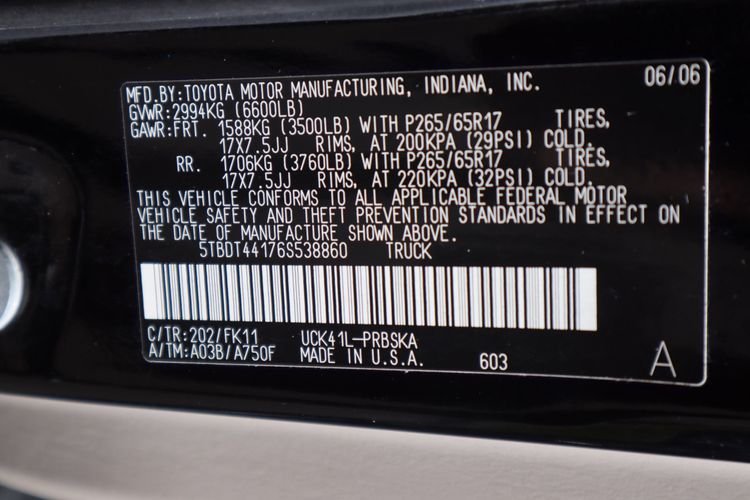 MFD.BY:TOYOTA MOTOR MANUFACTURING, INDIANA, INC. 06/06
GVWR:2994KG (6600LB)
GAWR:FRT. 1588KG (3500LB) WITH P265/65R17 TIRES,
17X7.5JJ RIMS, AT 200KPA (29PSI) COLD.
RR. 1706KG (3760LB) WITH P265/65R17 TIRES,
17X7.5JJ RIMS, AT 220KPA (32PSI) COLD.
THIS VEHICLE CONFORMS TO ALL APPLICABLE FEDERAL MOTOR
VEHICLE SAFETY AND THEFT PREVENTION STANDARDS IN EFFECT ON
THE DATE OF MANUFACTURE SHOWN ABOVE.
5TBDT44176S538860 TRUCK
C/TR:202/FK11 UCK41L-PRBSKA
A/TM:A03B/A750F MADE IN U.S.A. 603 A